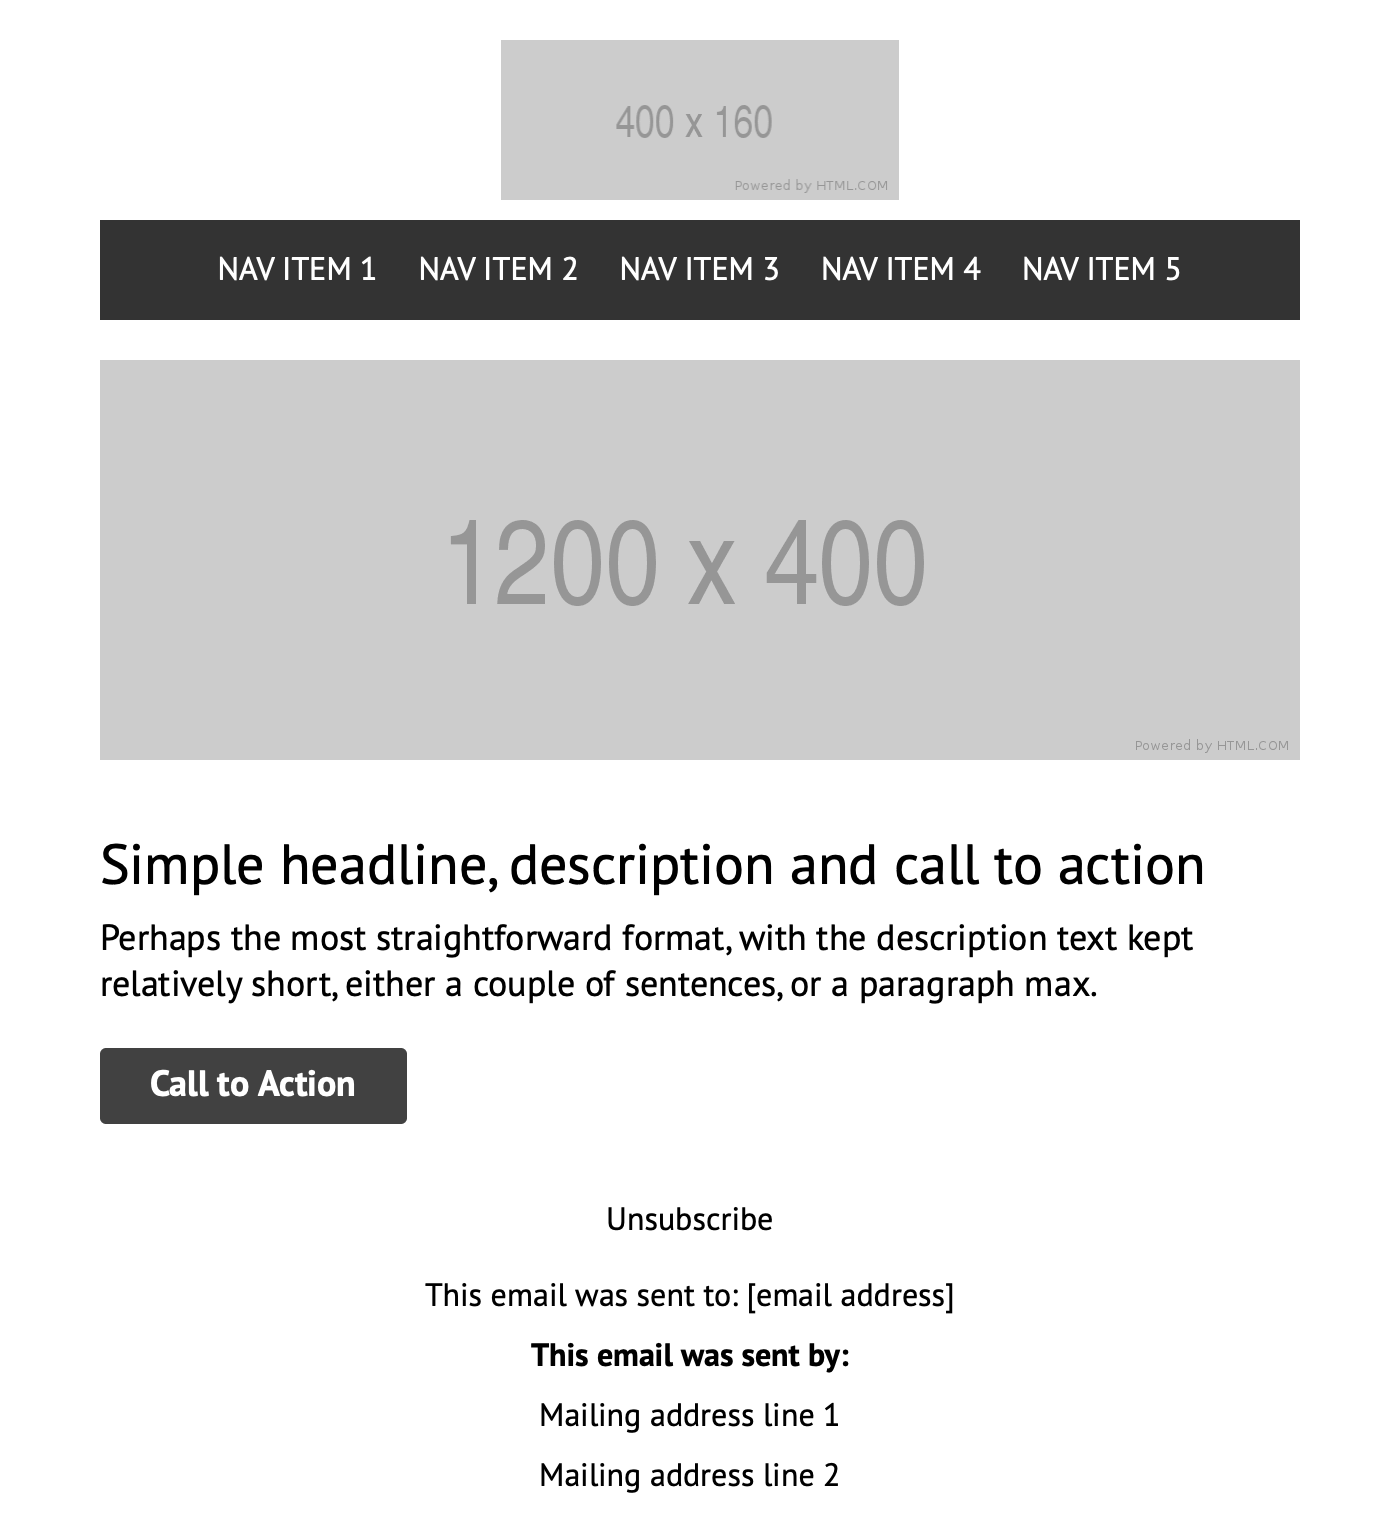 400 x 160
Powered by HTML.COM
NAV ITEM 1 NAV ITEM 2 NAV ITEM 3 NAV ITEM 4 NAV ITEM 5
1200 x 400
Powered by HTML.COM
Simple headline, description and call to action
Perhaps the most straightforward format, with the description text kept
relatively short, either a couple of sentences, or a paragraph max.
Call to Action
Unsubscribe
This email was sent to: [email address]
This email was sent by:
Mailing address line 1
Mailing address line 2